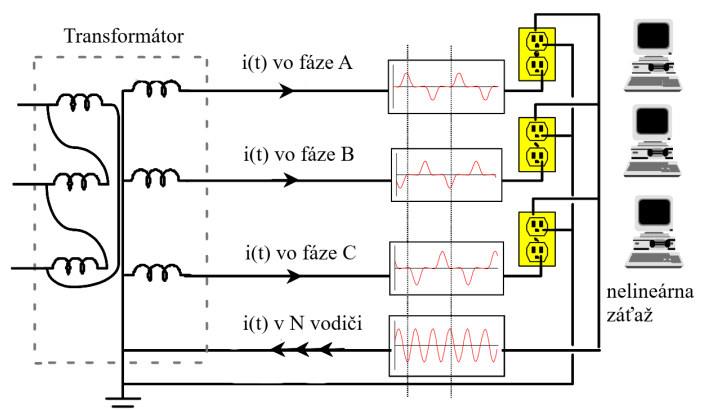 Transformátor
i(t) vo fáze A
i(t) vo fáze B
i(t) vo fáze C
i(t) v N vodiči
nelineárna
záťaž